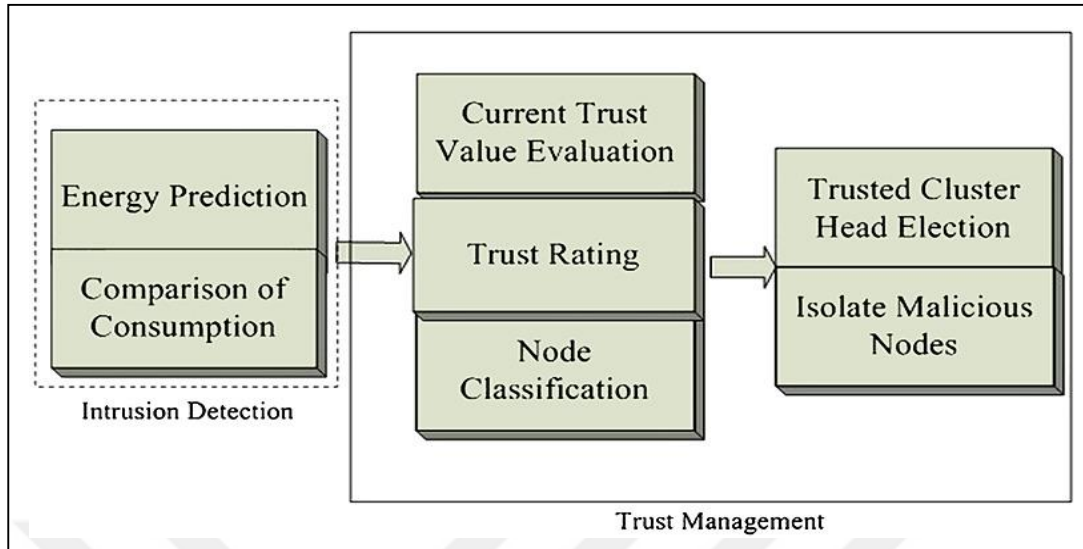 Energy Prediction
Comparison of
Consumption
Intrusion Detection
Current Trust
Value Evaluation
Trust Rating
Node
Classification
Trusted Cluster
Head Election
Isolate Malicious
Nodes
Trust Management